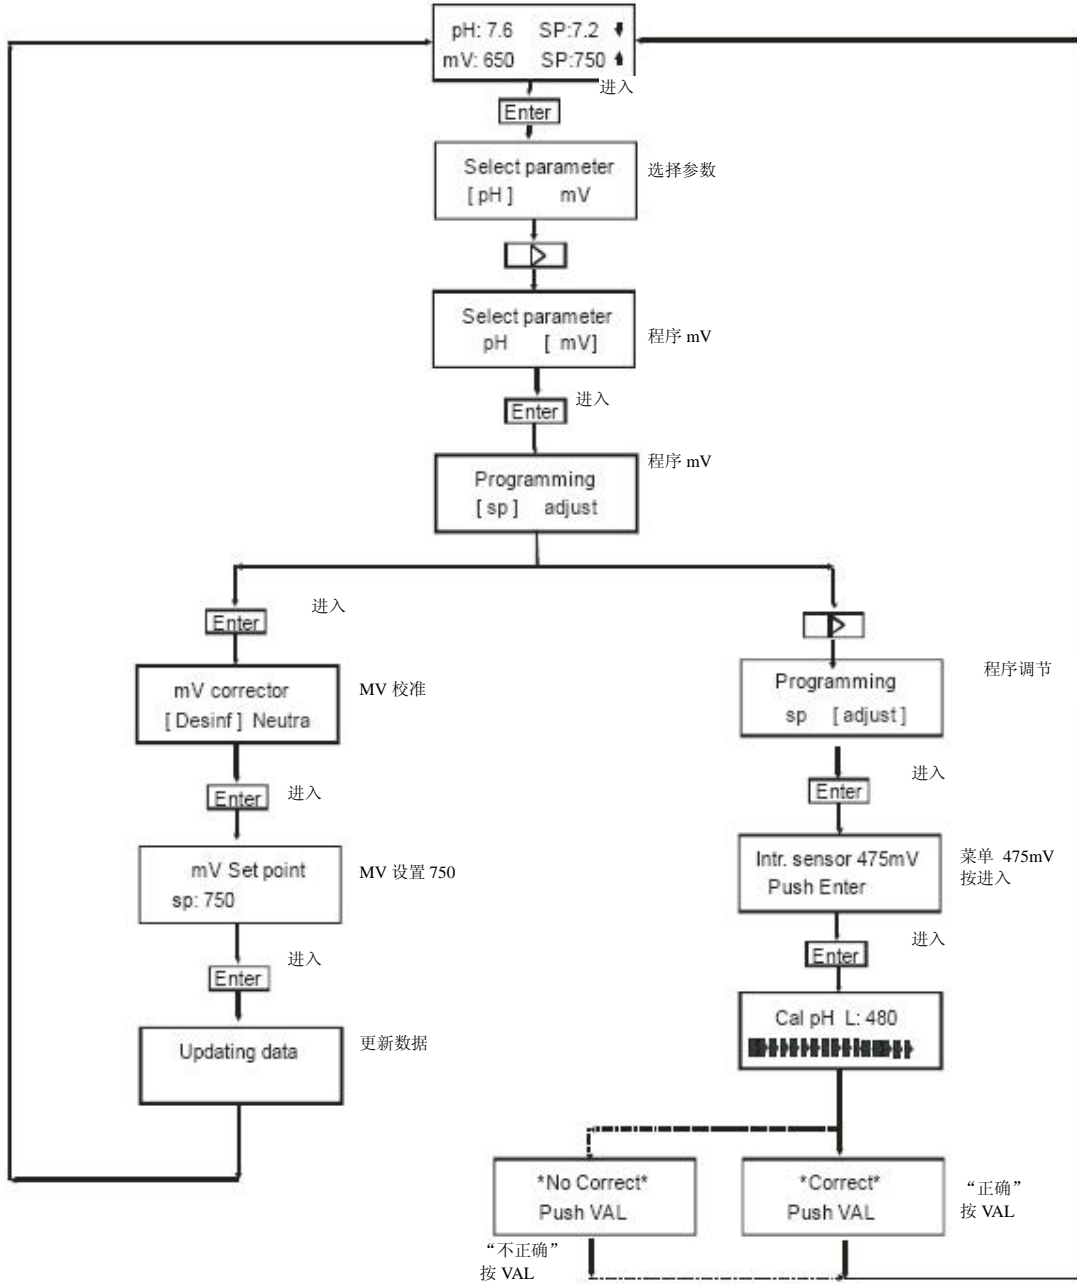 pH: 7.6 SP:7.2
mV: 650 SP:750
进入
Enter
Select parameter
[ pH ] mV
选择参数
Select parameter
pH [ mV]
程序 mV
进入
Enter
Programming
[ sp ] adjust
程序 mV
进入
Enter
mV corrector
[ Desinf ] Neutra
MV 校准
进入
Enter
mV Set point
sp: 750
MV 设置 750
进入
Enter
Updating data
更新数据
Programming
sp [ adjust ]
程序调节
进入
Enter
Intr. sensor 475mV
Push Enter
菜单 475mV
按进入
进入
Enter
Cal pH L: 480
*No Correct*
Push VAL
“不正确”
按 VAL
*Correct*
Push VAL
“正确”
按 VAL